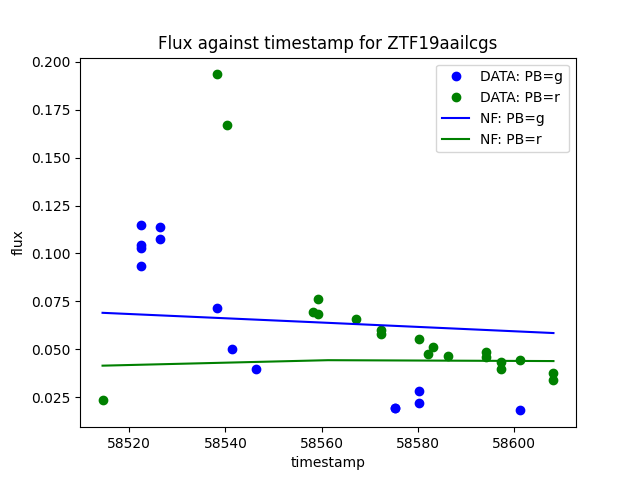 Flux against timestamp for ZTF19aailcgs
DATA: PB=g
DATA: PB=r
NF: PB=g
NF: PB=r
0.200
0.175
0.150
0.125
0.100
0.075
0.050
0.025
flux
58520 58540 58560 58580 58600
timestamp